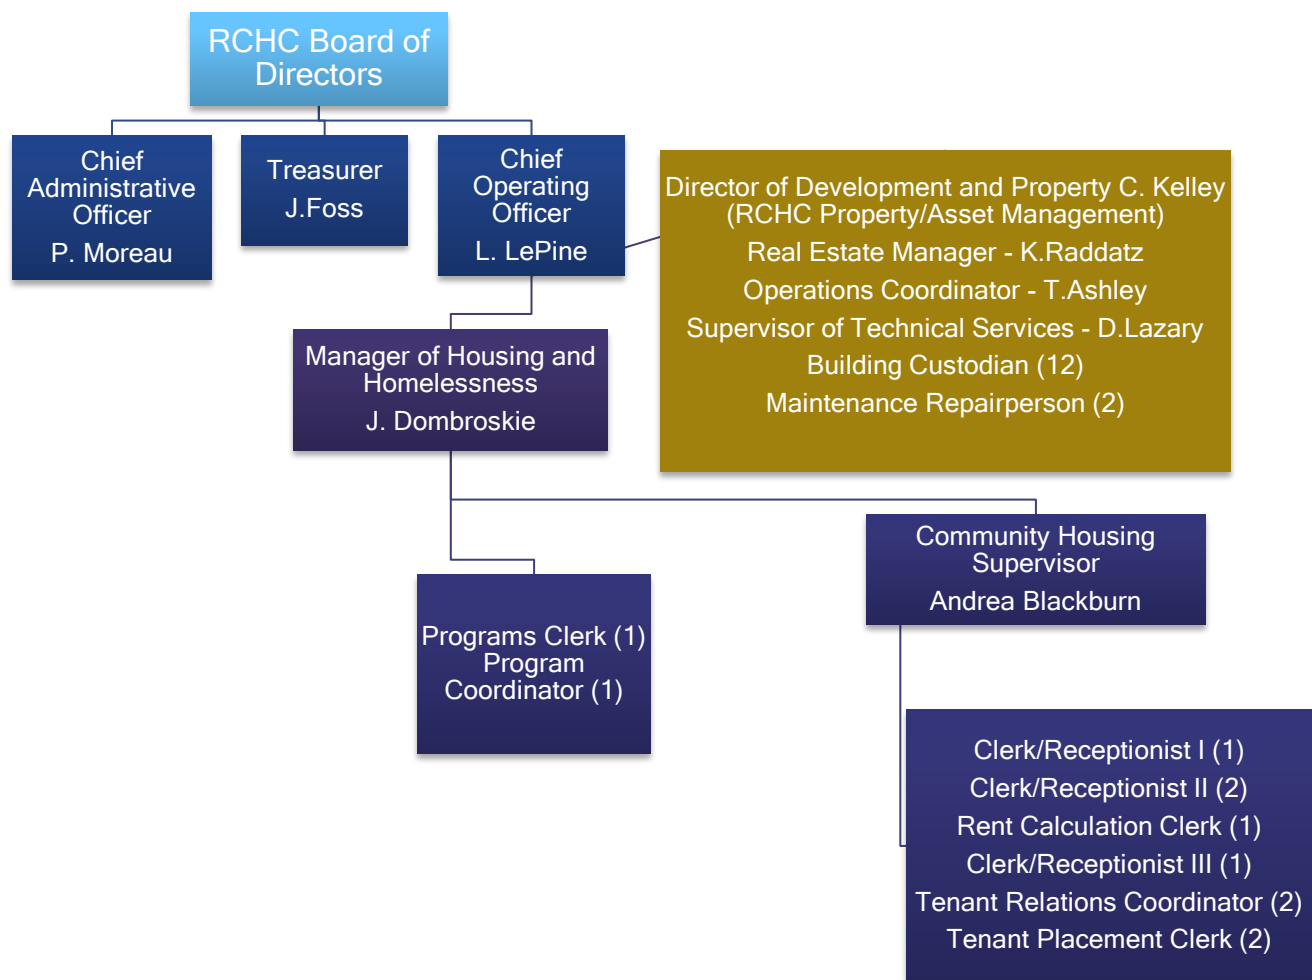 RCHC Board of
Directors
Chief
Administrative
Officer
P. Moreau
Treasurer
J.Foss
Chief
Operating
Officer
L. LePine
Director of Development and Property C. Kelley
(RCHC Property/Asset Management)
Real Estate Manager - K.Raddatz
Operations Coordinator - T.Ashley
Supervisor of Technical Services - D.Lazary
Building Custodian (12)
Maintenance Repairperson (2)
Manager of Housing and
Homelessness
J. Dombroskie
Community Housing
Supervisor
Andrea Blackburn
Programs Clerk (1)
Program
Coordinator (1)
Clerk/Receptionist I (1)
Clerk/Receptionist II (2)
Rent Calculation Clerk (1)
Clerk/Receptionist III (1)
Tenant Relations Coordinator (2)
Tenant Placement Clerk (2)